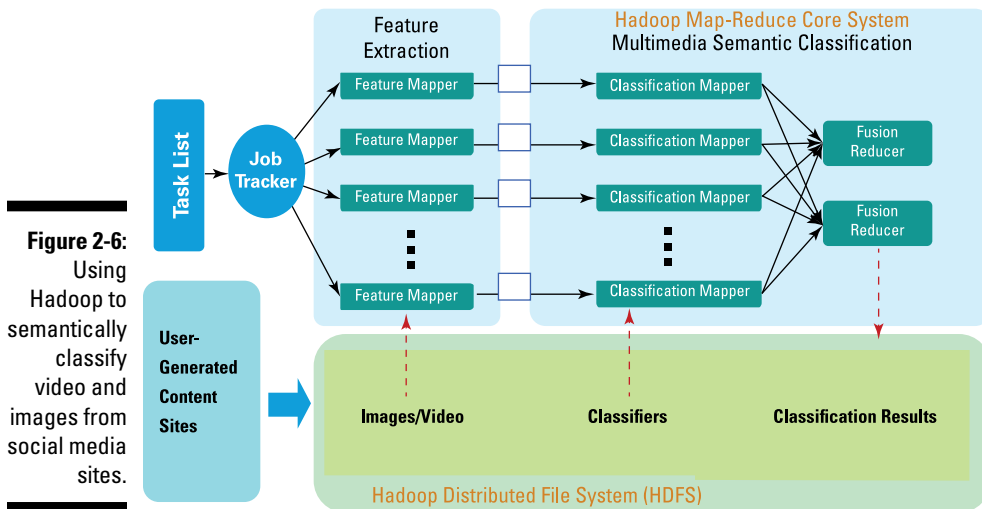 Feature
Extraction
Hadoop Map-Reduce Core System
Multimedia Semantic Classification
Task List
Job
Tracker
Feature Mapper
Classification Mapper
Feature Mapper
Classification Mapper
Feature Mapper
Classification Mapper
Feature Mapper
Classification Mapper
Fusion
Reducer
Fusion
Reducer
Figure 2-6:
Using
Hadoop to
semantically
classify
video and
images from
social media
sites.
User-
Generated
Content
Sites
Images/Video
Classifiers
Classification Results
Hadoop Distributed File System (HDFS)